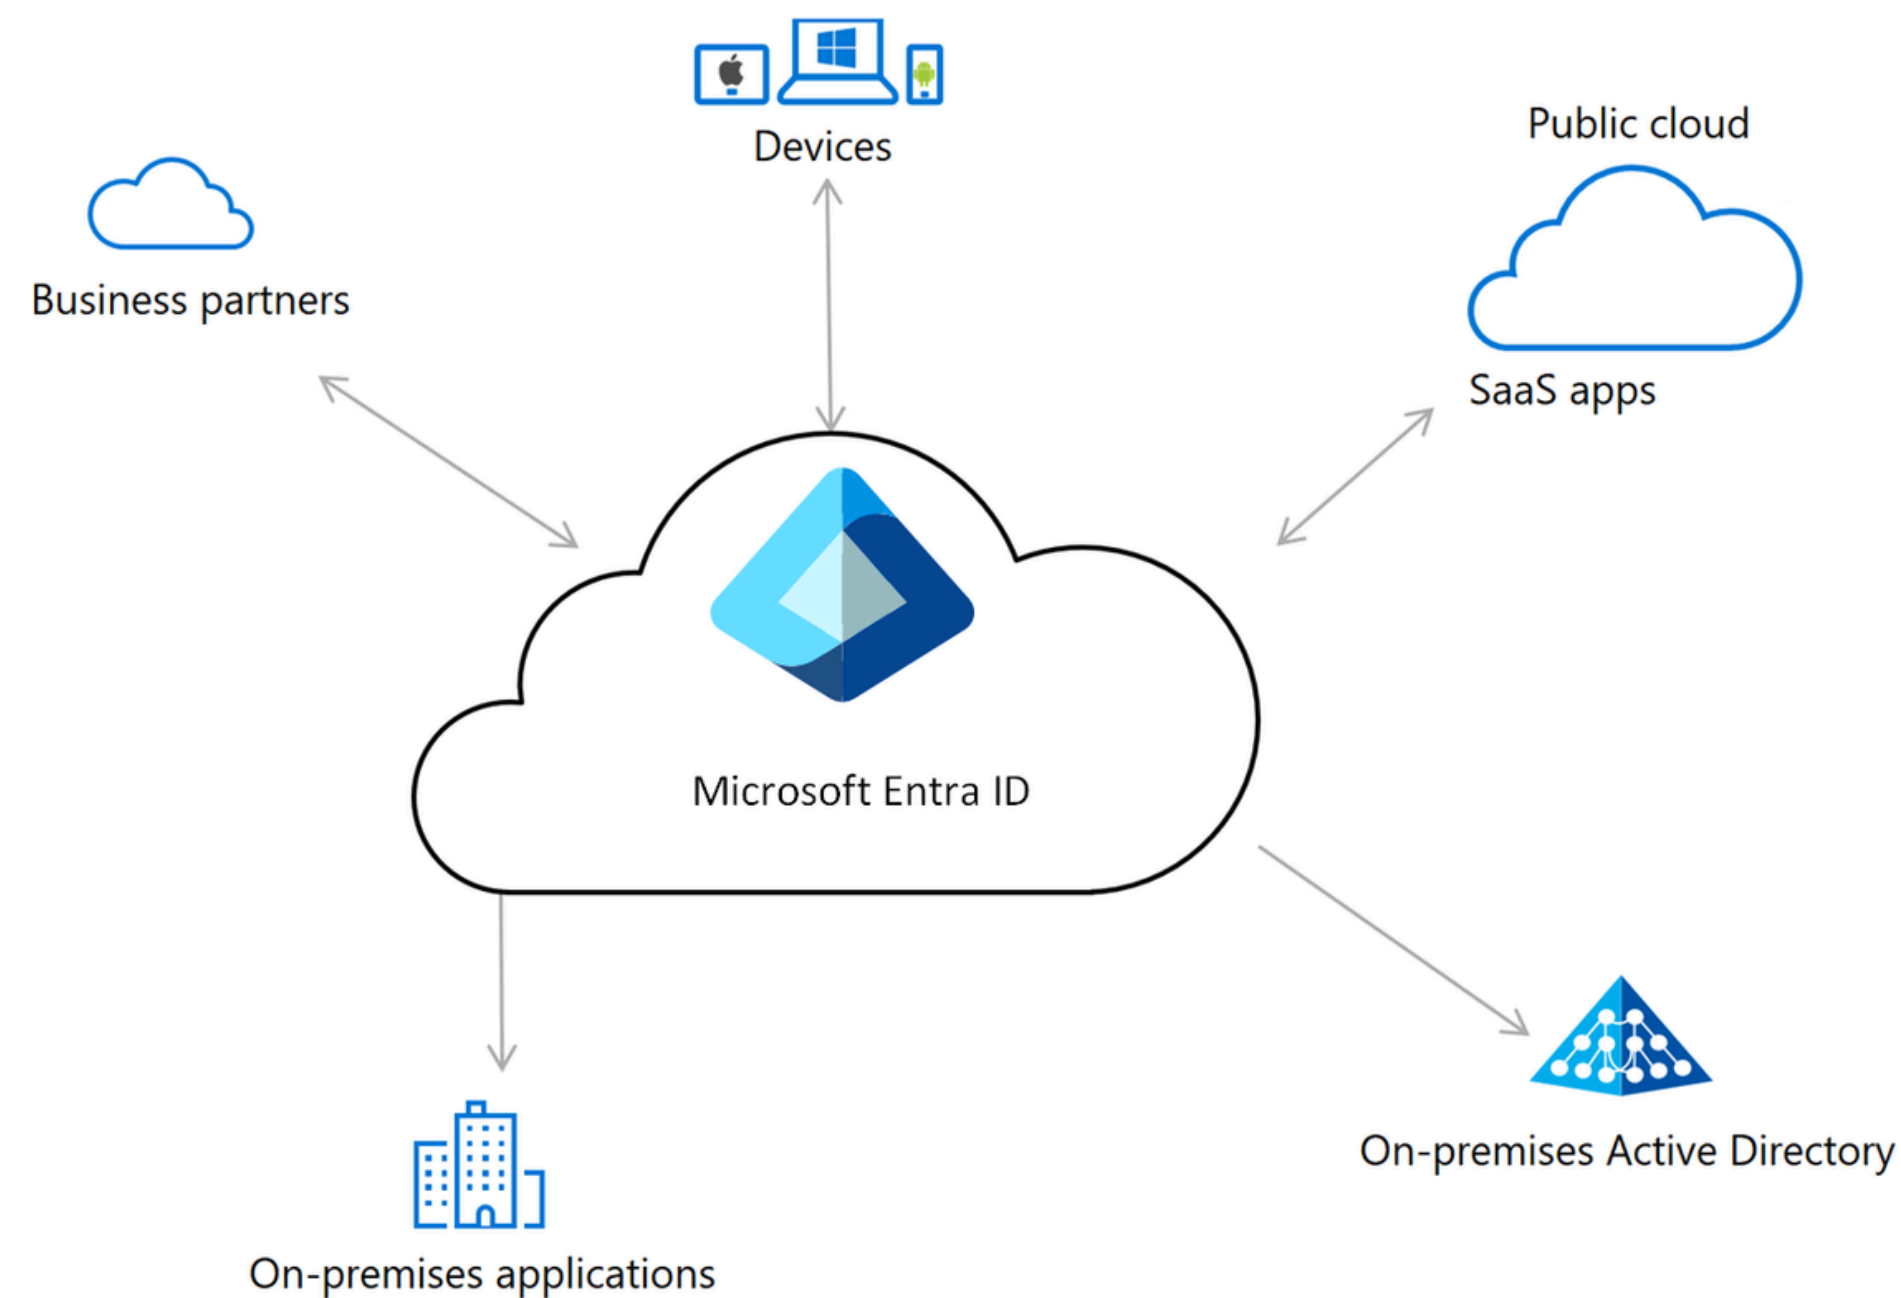 Devices
Public cloud
Business partners
SaaS apps
Microsoft Entra ID
On-premises Active Directory
On-premises applications